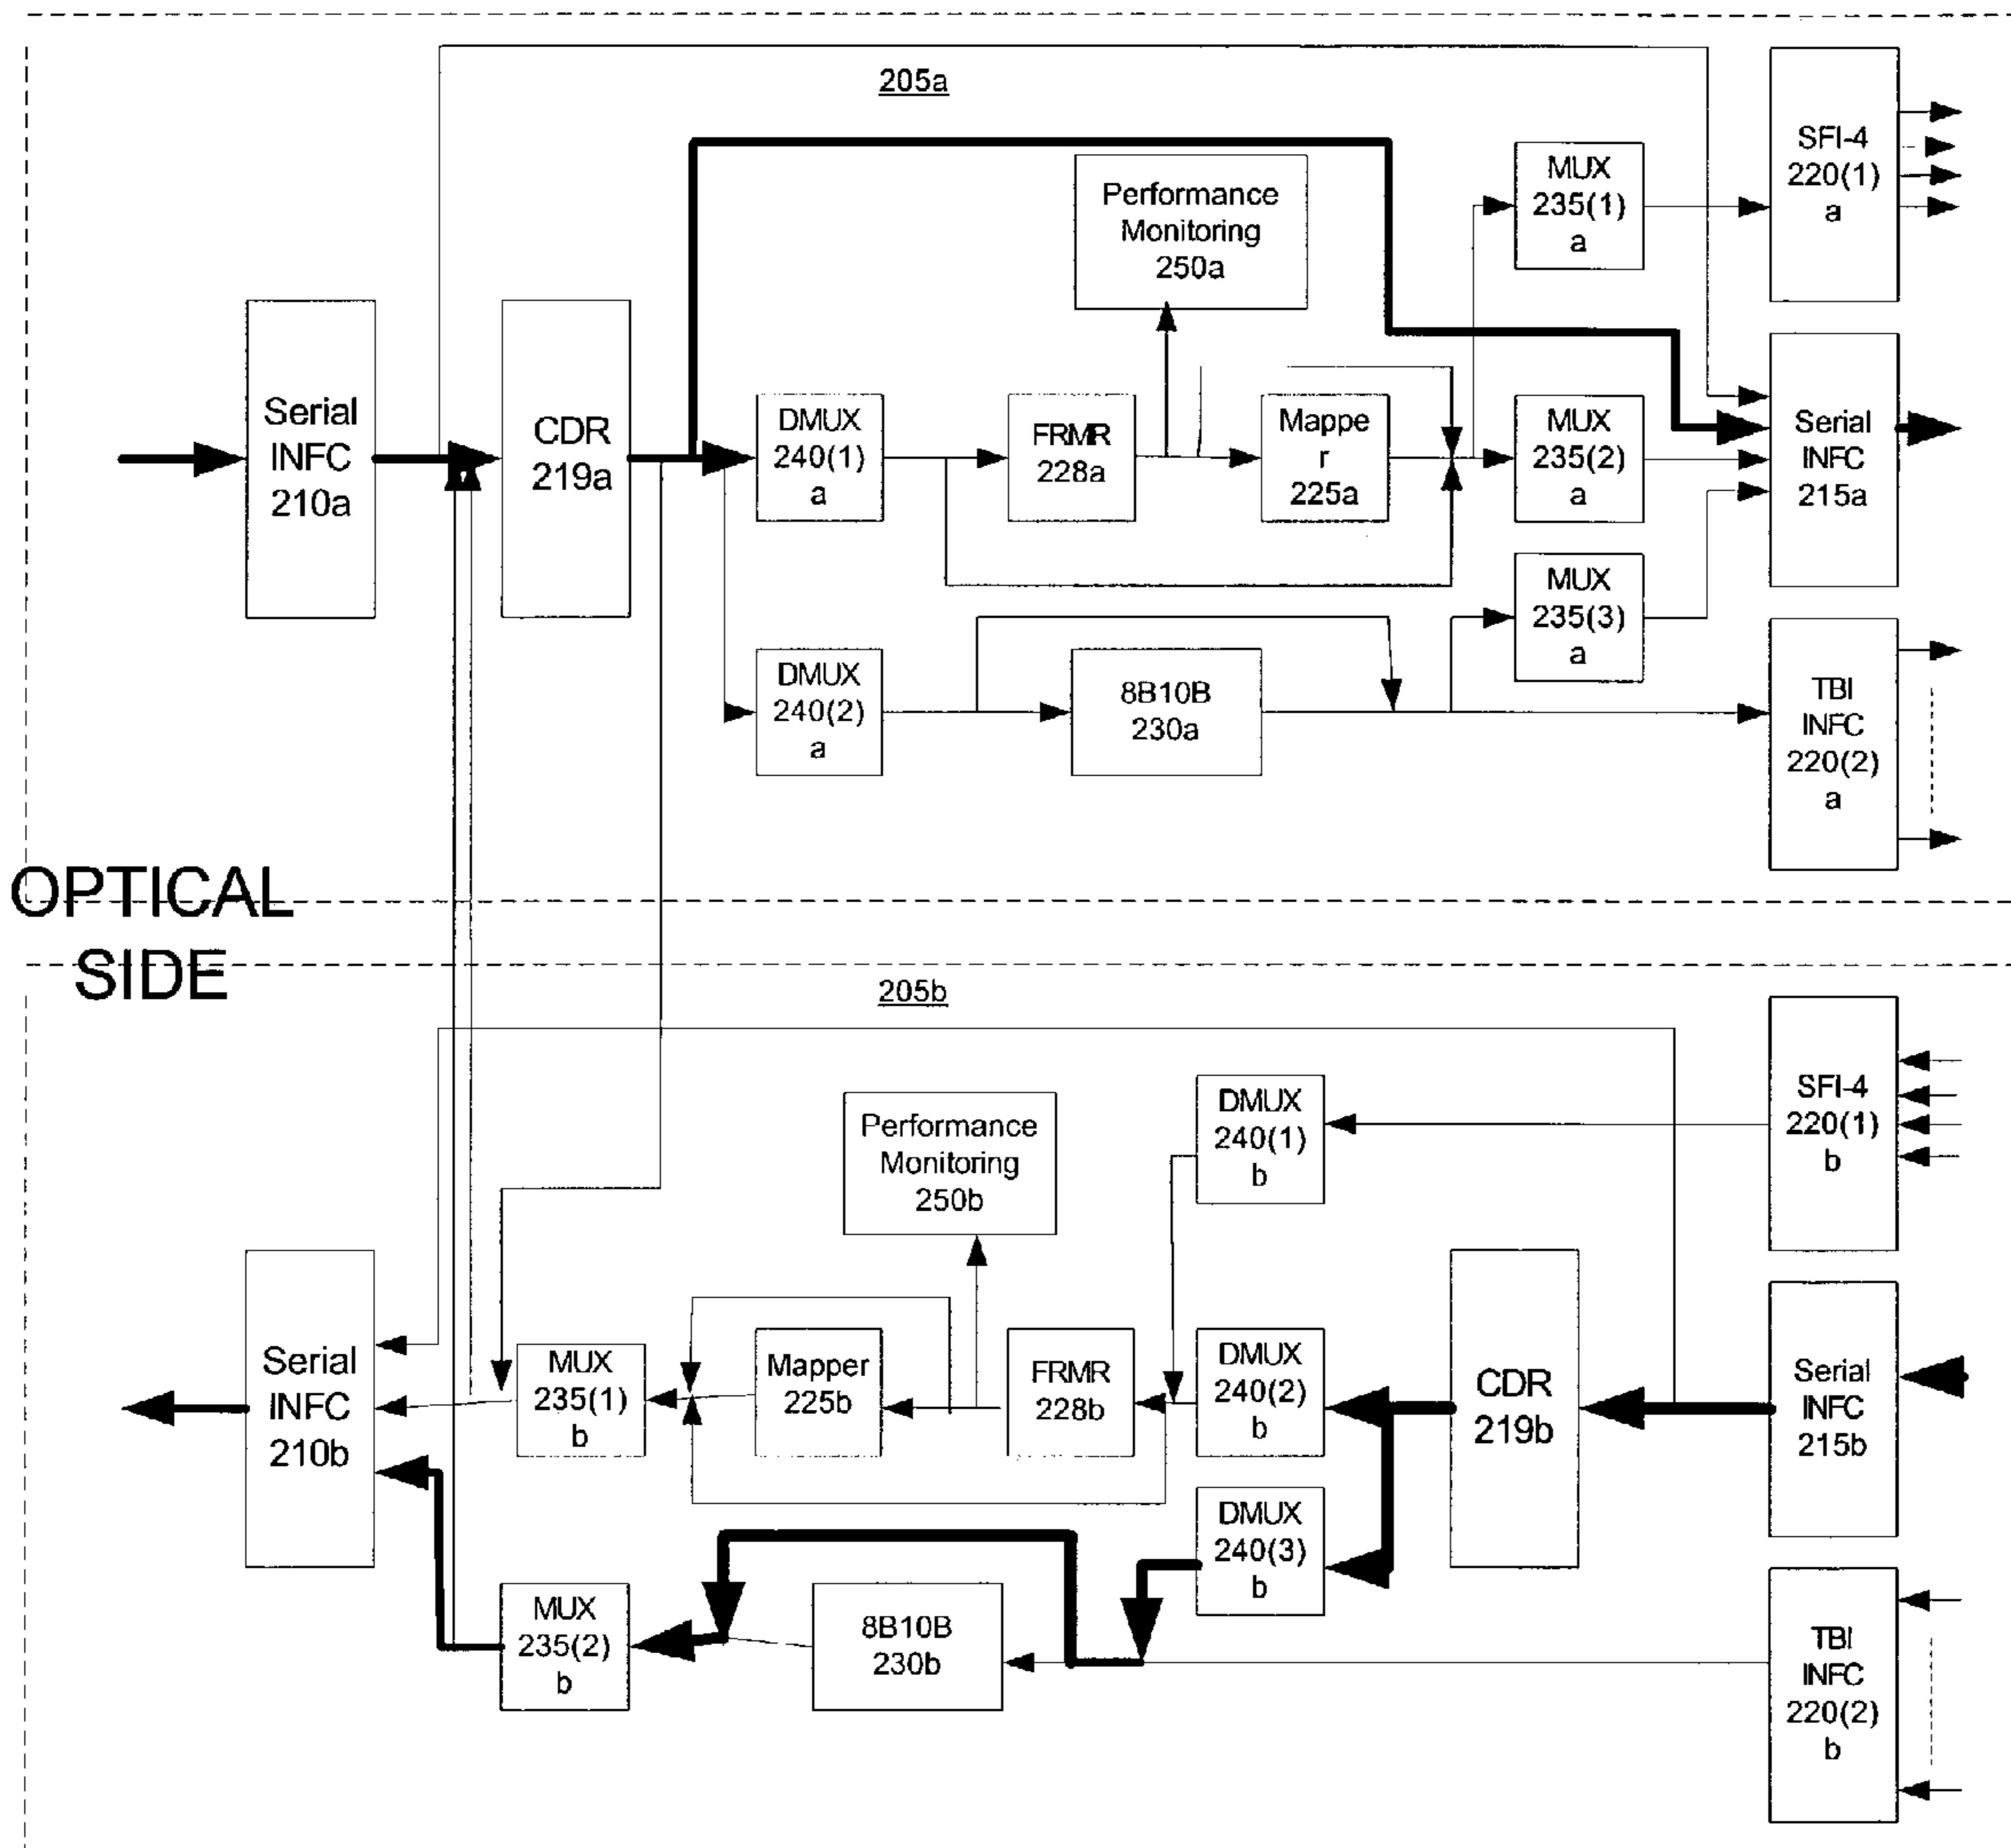 205a
SFI-4
220(1)
a
MUX
235(1)
a
Performance
Monitoring
250a
Serial
INFC
210a
CDR
219a
DMUX
240(1)
a
FRMR
228a
Mappe
r
225a
MUX
235(2)
a
Serial
INFC
215a
MUX
235(3)
a
DMUX
240(2)
a
8B10B
230a
TBI
INFC
220(2)
a
OPTICAL
SIDE
205b
SFI-4
220(1)
b
DMUX
240(1)
b
Performance
Monitoring
250b
Serial
INFC
210b
MUX
235(1)
b
Mapper
225b
FRMR
228b
DMUX
240(2)
b
CDR
219b
Serial
INFC
215b
DMUX
240(3)
b
MUX
235(2)
b
8B10B
230b
TBI
INFC
220(2)
b